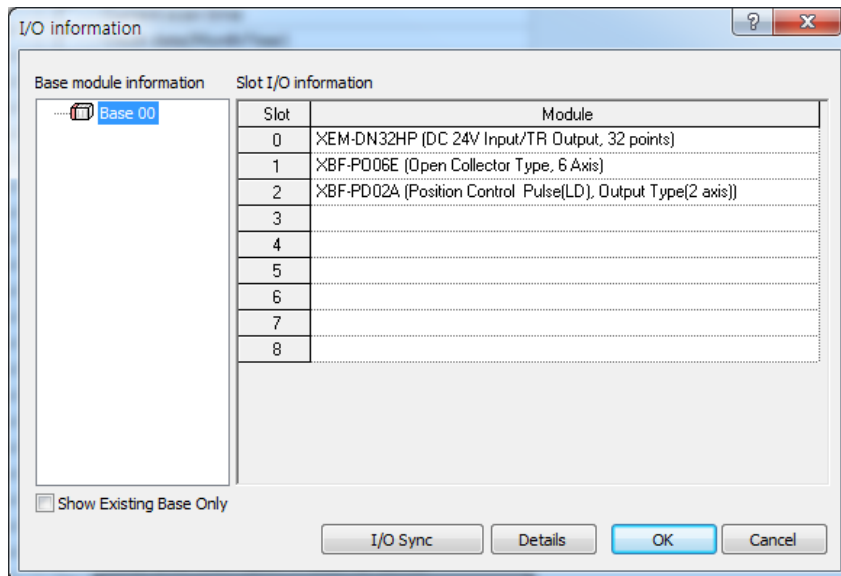 I/O information
Base module information
Slot I/O information
Base 00
Slot Module
0 XEM-DN32HP (DC 24V Input/TR Output, 32 points)
1 XBF-PO06E (Open Collector Type, 6 Axis)
2 XBF-PD02A (Position Control Pulse(LD), Output Type(2 axis))
3
4
5
6
7
8
Show Existing Base Only
I/O Sync Details OK Cancel